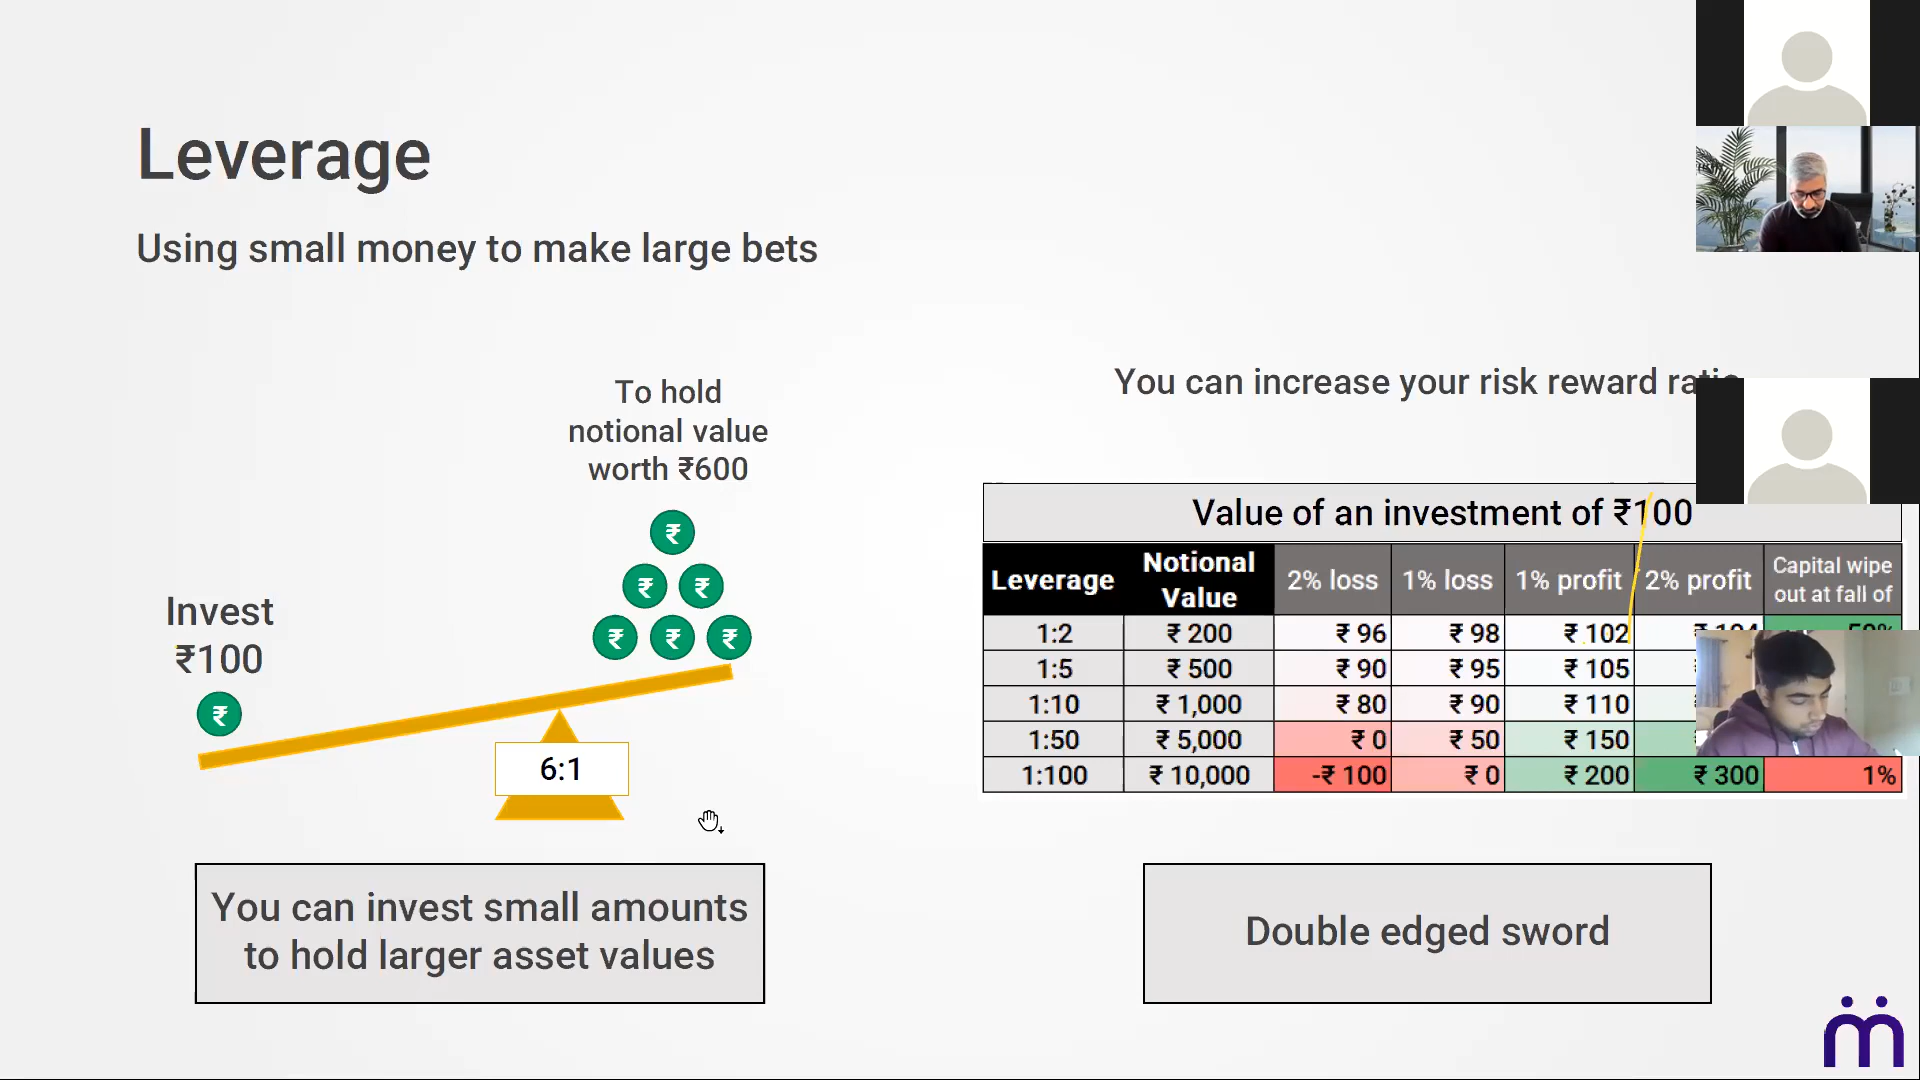 Leverage
Using small money to make large bets
To hold
notional value
worth ₹600
₹
₹ ₹
₹ ₹ ₹
Invest
₹100
₹
6:1
You can invest small amounts
to hold larger asset values
You can increase your risk reward ratio
Value of an investment of ₹100
Leverage Notional Value 2% loss 1% loss 1% profit 2% profit Capital wipe out at fall of
1:2 ₹ 200 ₹ 96 ₹ 98 ₹ 102
1:5 ₹ 500 ₹ 90 ₹ 95 ₹ 105
1:10 ₹ 1,000 ₹ 80 ₹ 90 ₹ 110
1:50 ₹ 5,000 ₹ 0 ₹ 50 ₹ 150
1:100 ₹ 10,000 -₹ 100 ₹ 0 ₹ 200 ₹ 300 1%
Double edged sword